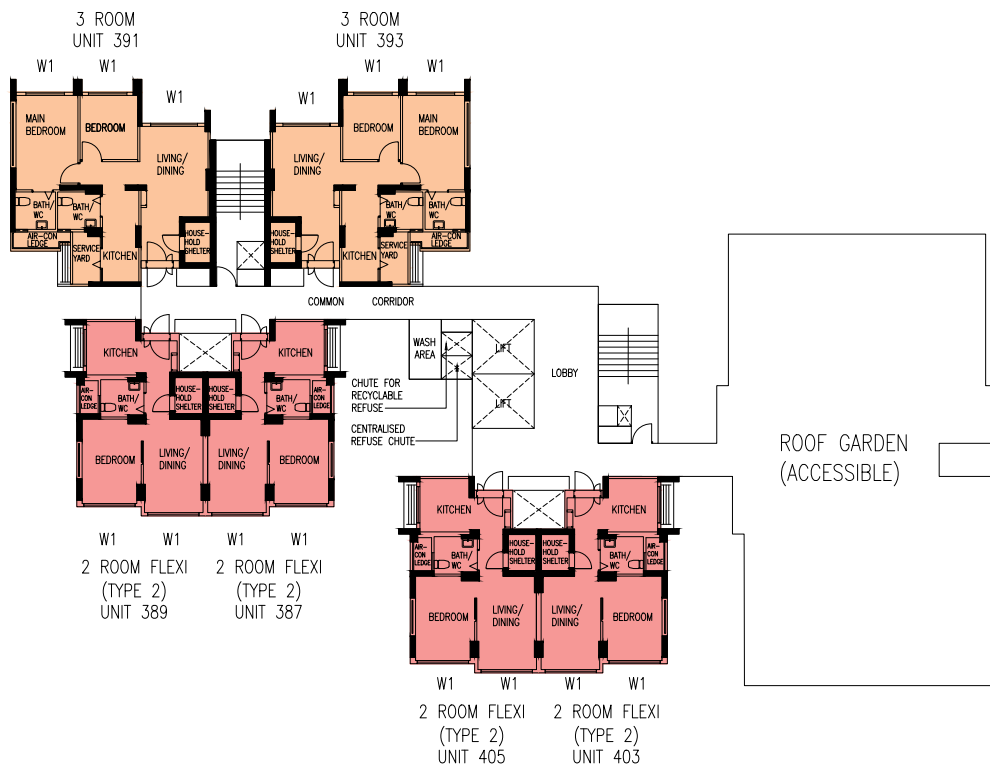 3 ROOM
UNIT 391
3 ROOM
UNIT 393
W1
W1
W1
W1
W1
W1
MAIN
BEDROOM
BEDROOM
LIVING/
DINING
LIVING/
DINING
BEDROOM
MAIN
BEDROOM
BATH/
WC
BATH/
WC
BATH/
WC
BATH/
WC
AIR-CON
LEDGE
SERVICE
YARD
KITCHEN
HOUSE-
HOLD
SHELTER
HOUSE-
HOLD
SHELTER
KITCHEN
SERVICE
YARD
AIR-CON
LEDGE
COMMON CORRIDOR
KITCHEN
KITCHEN
WASH
AREA
LIFT
LIFT
LOBBY
AIR-
CON
LEDGE
BATH/
WC
HOUSE-
HOLD
SHELTER
HOUSE-
HOLD
SHELTER
BATH/
WC
AIR-
CON
LEDGE
CHUTE FOR
RECYCLABLE
REFUSE
CENTRALISED
REFUSE CHUTE
BEDROOM
LIVING/
DINING
LIVING/
DINING
BEDROOM
ROOF GARDEN
(ACCESSIBLE)
W1
W1
W1
W1
2 ROOM FLEXI
(TYPE 2)
UNIT 389
2 ROOM FLEXI
(TYPE 2)
UNIT 387
KITCHEN
KITCHEN
AIR-
CON
LEDGE
BATH/
WC
HOUSE-
HOLD
SHELTER
HOUSE-
HOLD
SHELTER
BATH/
WC
AIR-
CON
LEDGE
BEDROOM
LIVING/
DINING
LIVING/
DINING
BEDROOM
W1
W1
W1
W1
2 ROOM FLEXI
(TYPE 2)
UNIT 405
2 ROOM FLEXI
(TYPE 2)
UNIT 403